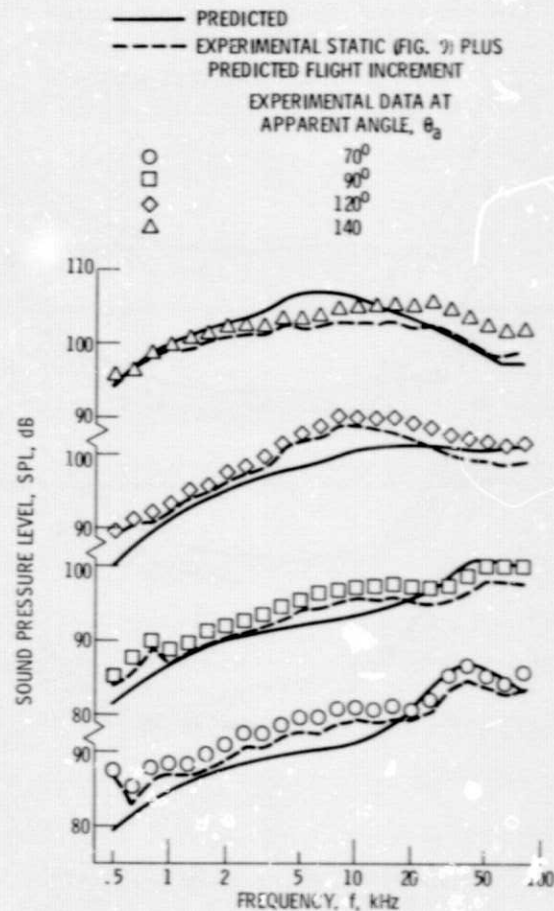 PREDICTED
EXPERIMENTAL STATIC (FIG. 9) PLUS
PREDICTED FLIGHT INCREMENT
EXPERIMENTAL DATA AT
APPARENT ANGLE, θa
70°
90°
120°
140
110
100
90
100
90
100
90
80
90
80
.5 1 2 5 10 20 50 100
SOUND PRESSURE LEVEL, SPL, dB
FREQUENCY, f, kHz